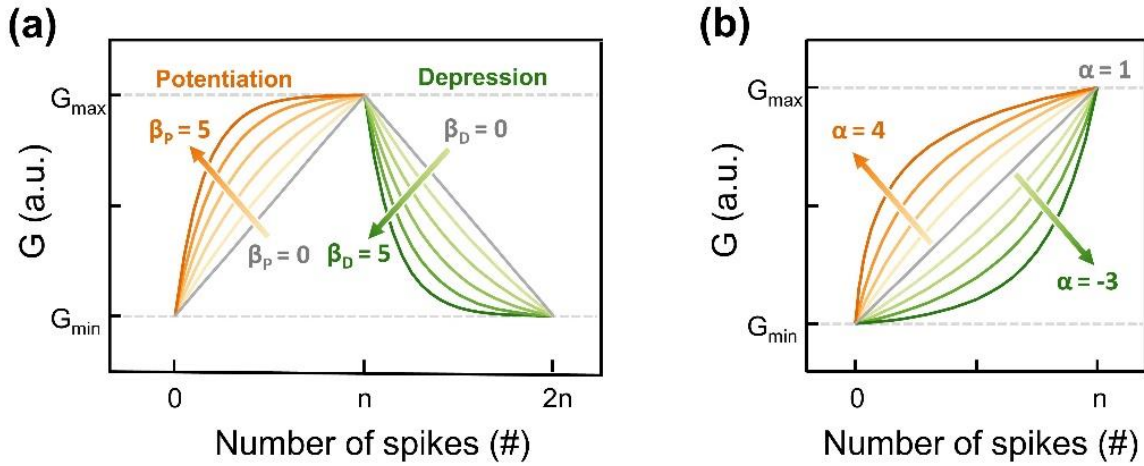 (a)
Potentiation
Depression
Gmax
βP = 5
βD = 0
G (a.u.)
βP = 0
βD = 5
Gmin
0
n
2n
Number of spikes (#)
(b)
α = 1
Gmax
α = 4
G (a.u.)
α = -3
Gmin
0
n
Number of spikes (#)